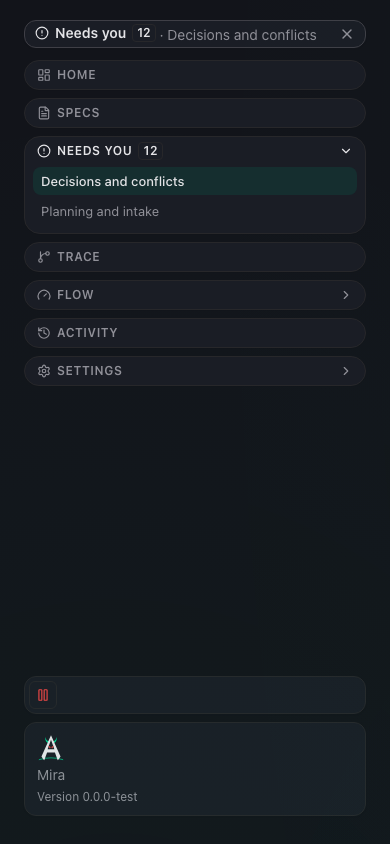 Needs you 12 · Decisions and conflicts
HOME
SPECS
NEEDS YOU 12
Decisions and conflicts
Planning and intake
TRACE
FLOW
ACTIVITY
SETTINGS
Mira
Version 0.0.0-test